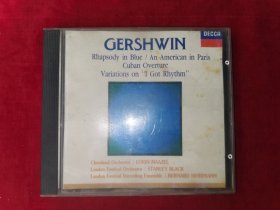 GERSHWIN
DECCA
Rhapsody in Blue / An American in Paris
Cuban Overture
Variations on "I Got Rhythm"
Cleveland Orchestra / LORIN MAAZEL
London Festival Orchestra / STANLEY BLACK
London Festival Recording Ensemble / BERNARD HERRMANN